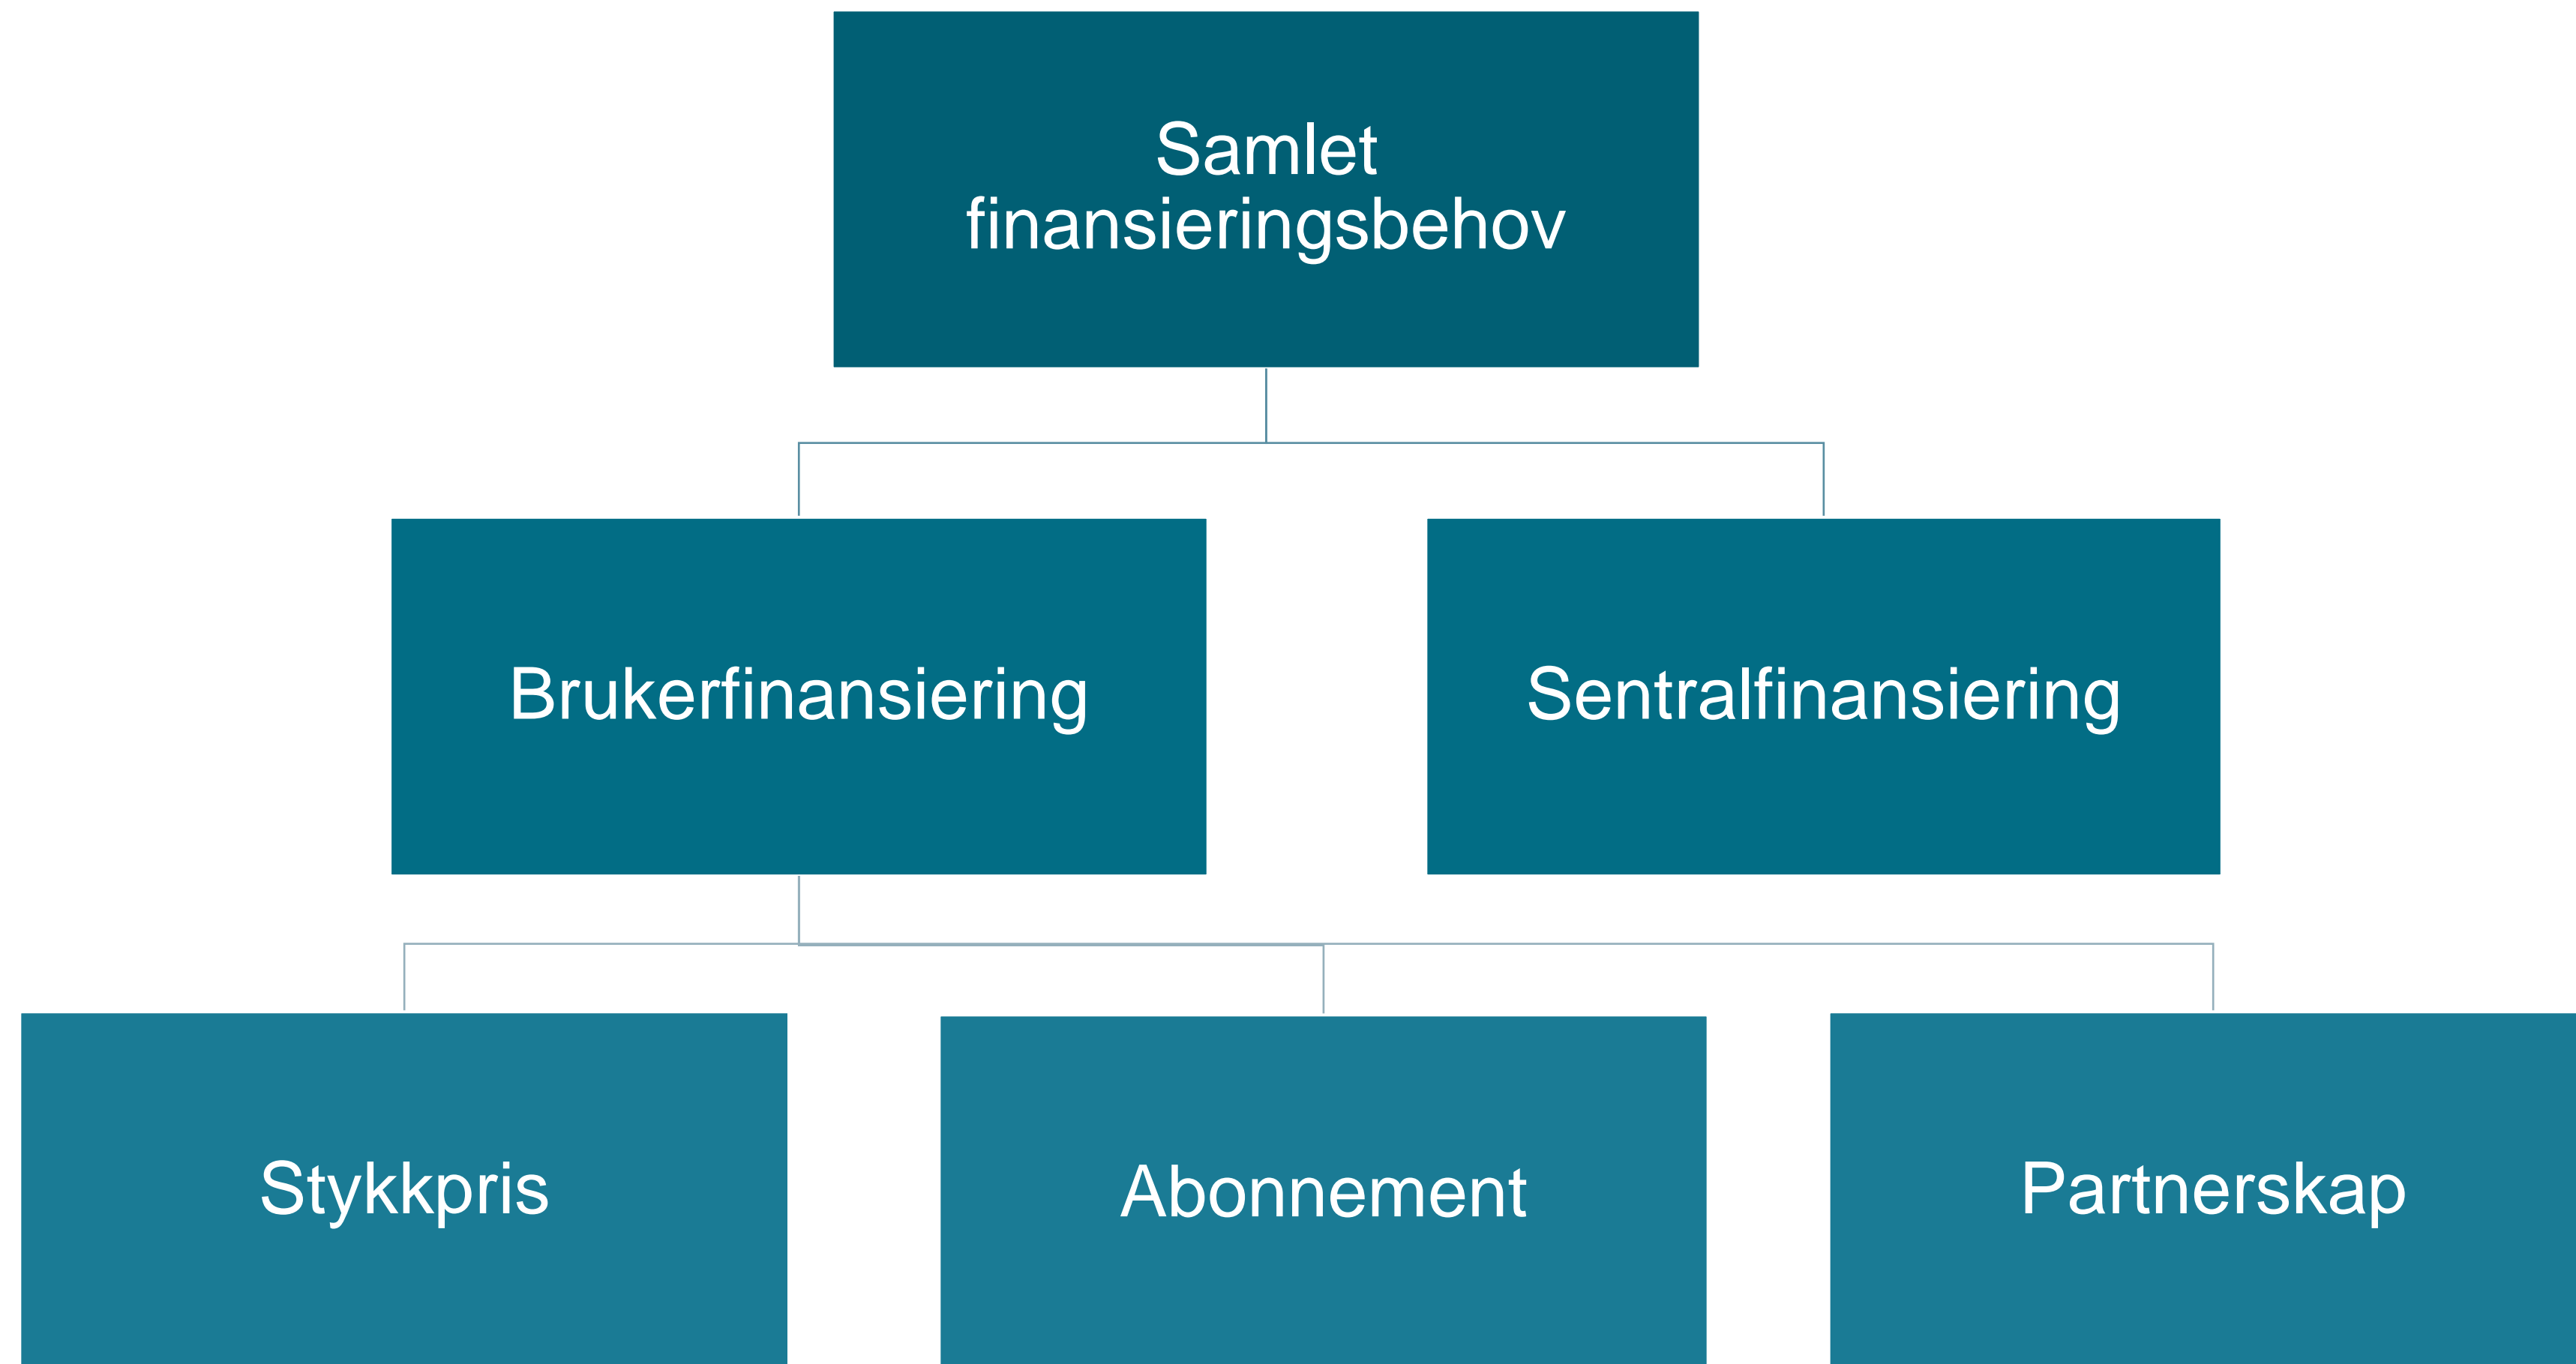 Samlet
finansieringsbehov
Brukerfinansiering
Sentralfinansiering
Stykkpris
Abonnement
Partnerskap